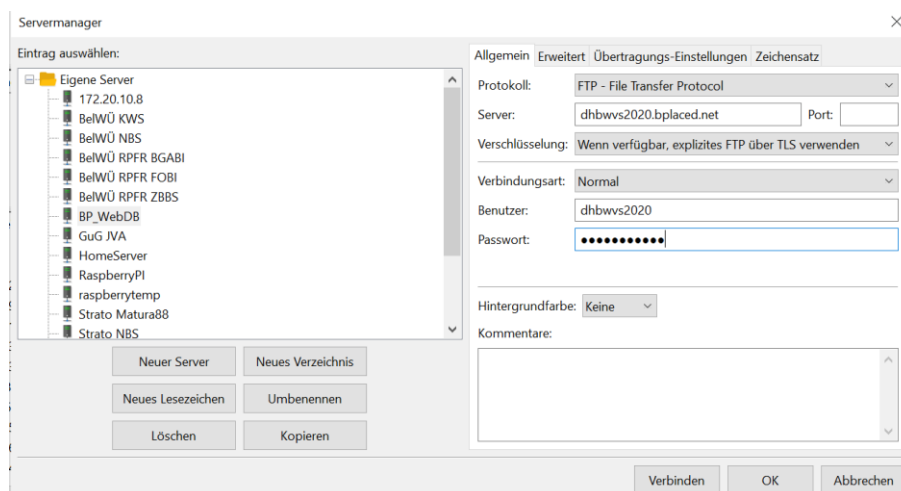 Servermanager
Eintrag auswählen:
Eigene Server
172.20.10.8
BelWÜ KWS
BelWÜ NBS
BelWÜ RPFR BGABI
BelWÜ RPFR FOBI
BelWÜ RPFR ZBBS
BP_WebDB
GuG JVA
HomeServer
RaspberryPI
raspberrytemp
Strato Matura88
Strato NBS
Neuer Server Neues Verzeichnis
Neues Lesezeichen Umbenennen
Löschen Kopieren
Allgemein Erweitert Übertragungs-Einstellungen Zeichensatz
Protokoll: FTP - File Transfer Protocol
Server: dhbwvs2020.bplaced.net Port:
Verschlüsselung: Wenn verfügbar, explizites FTP über TLS verwenden
Verbindungsart: Normal
Benutzer: dhbwvs2020
Passwort: ●●●●●●●●●●●
Hintergrundfarbe: Keine
Kommentare:
Verbinden OK Abbrechen